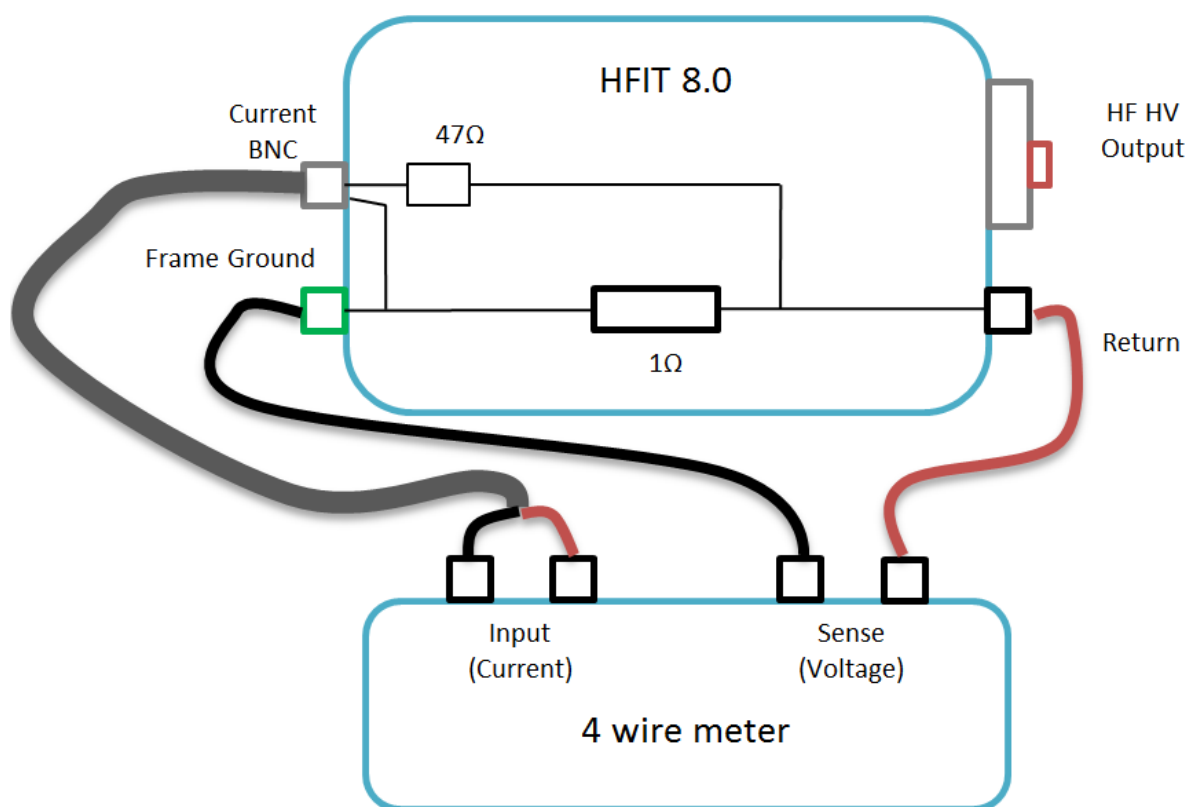 HFIT 8.0
Current
BNC
47Ω
HF HV
Output
Frame Ground
1Ω
Return
Input
(Current)
Sense
(Voltage)
4 wire meter